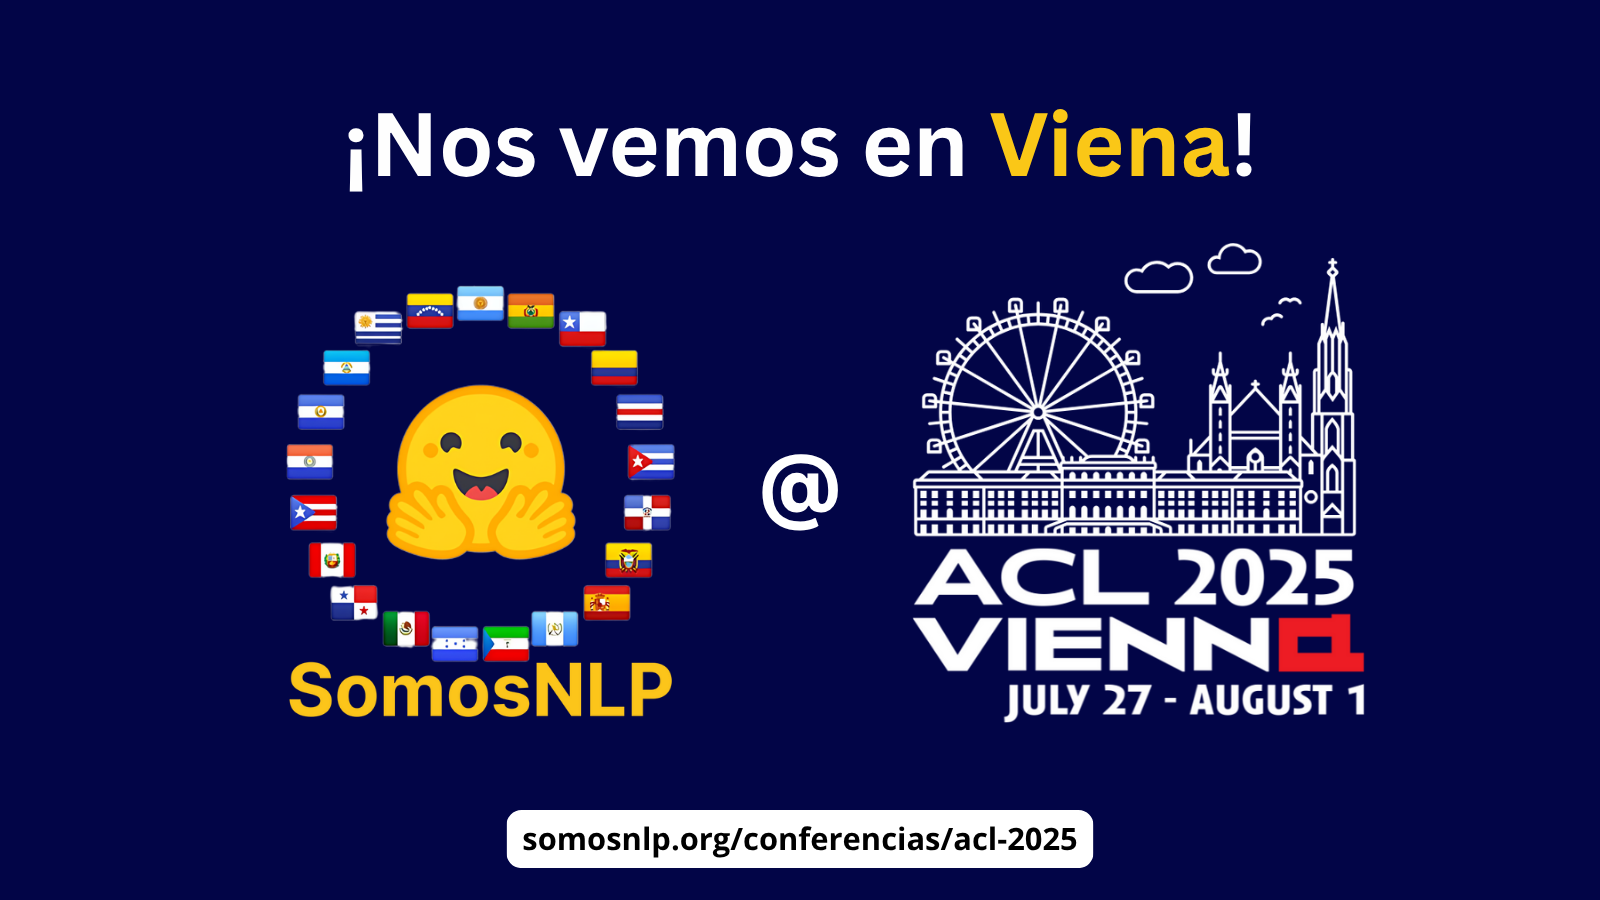 ¡Nos vemos en Viena!
@
SomosNLP
ACL 2025
VIENNA
JULY 27 - AUGUST 1
somosnlp.org/conferencias/acl-2025